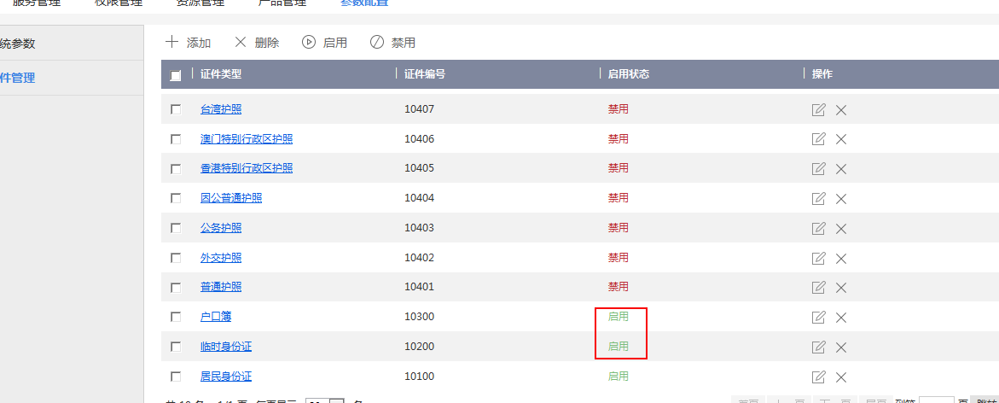 服务管理 权限管理 资源管理 产品管理 参数配置
统参数
件管理
添加 删除 启用 禁用
证件类型 证件编号 启用状态 操作
台湾护照 10407 禁用
澳门特别行政区护照 10406 禁用
香港特别行政区护照 10405 禁用
因公普通护照 10404 禁用
公务护照 10403 禁用
外交护照 10402 禁用
普通护照 10401 禁用
户口簿 10300 启用
临时身份证 10200 启用
居民身份证 10100 启用